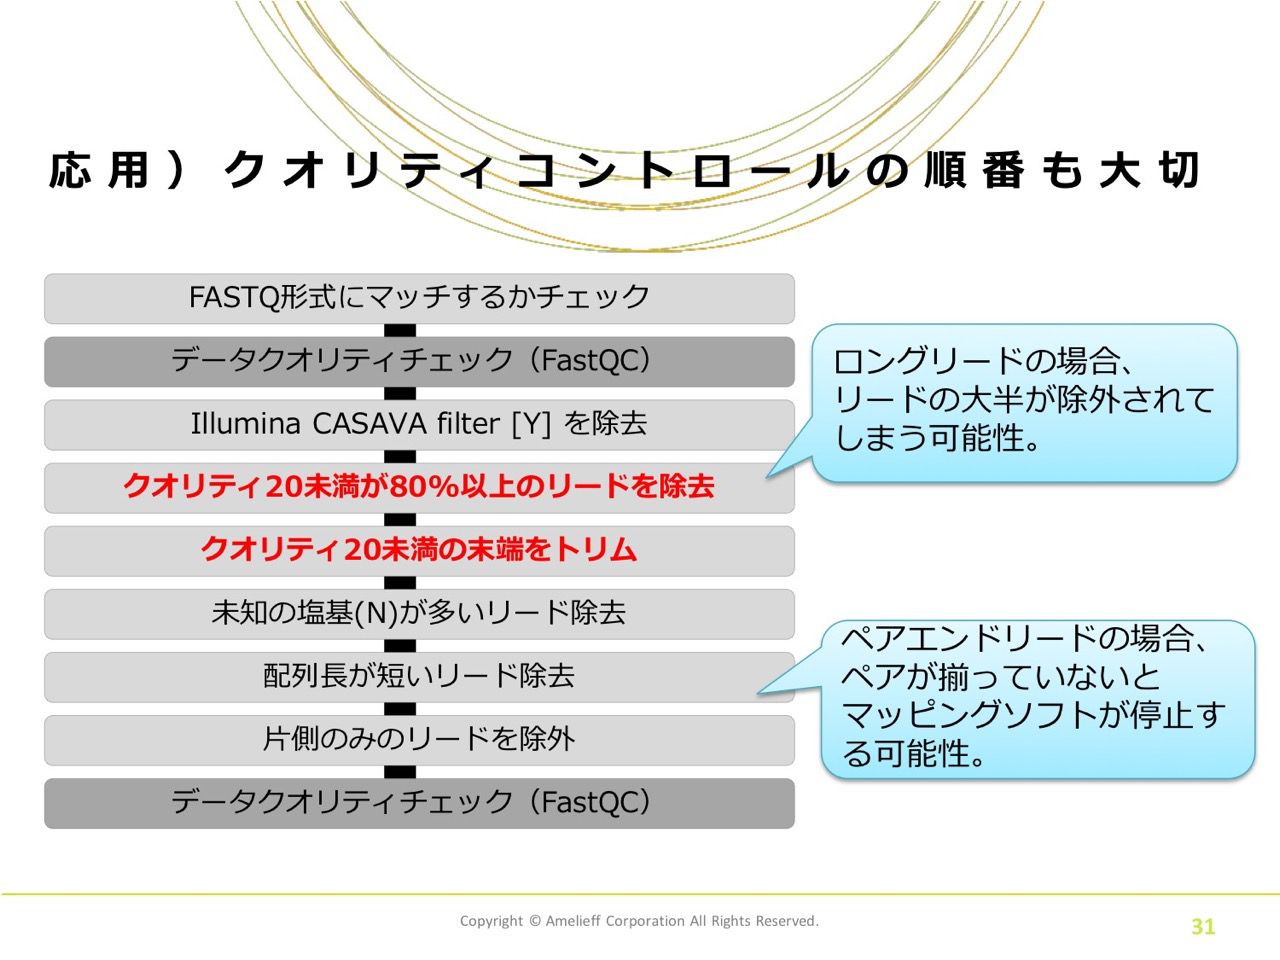 応用）クオリティコントロールの順番も大切
FASTQ形式にマッチするかチェック
データクオリティチェック（FastQC）
Illumina CASAVA filter [Y] を除去
クオリティ20未満が80%以上のリードを除去
クオリティ20未満の末端をトリム
未知の塩基(N)が多いリード除去
配列長が短いリード除去
片側のみのリードを除外
データクオリティチェック（FastQC）
ロングリードの場合、
リードの大半が除外されて
しまう可能性。
ペアエンドリードの場合、
ペアが揃っていないと
マッピングソフトが停止す
る可能性。
Copyright © Amelieff Corporation All Rights Reserved.
31